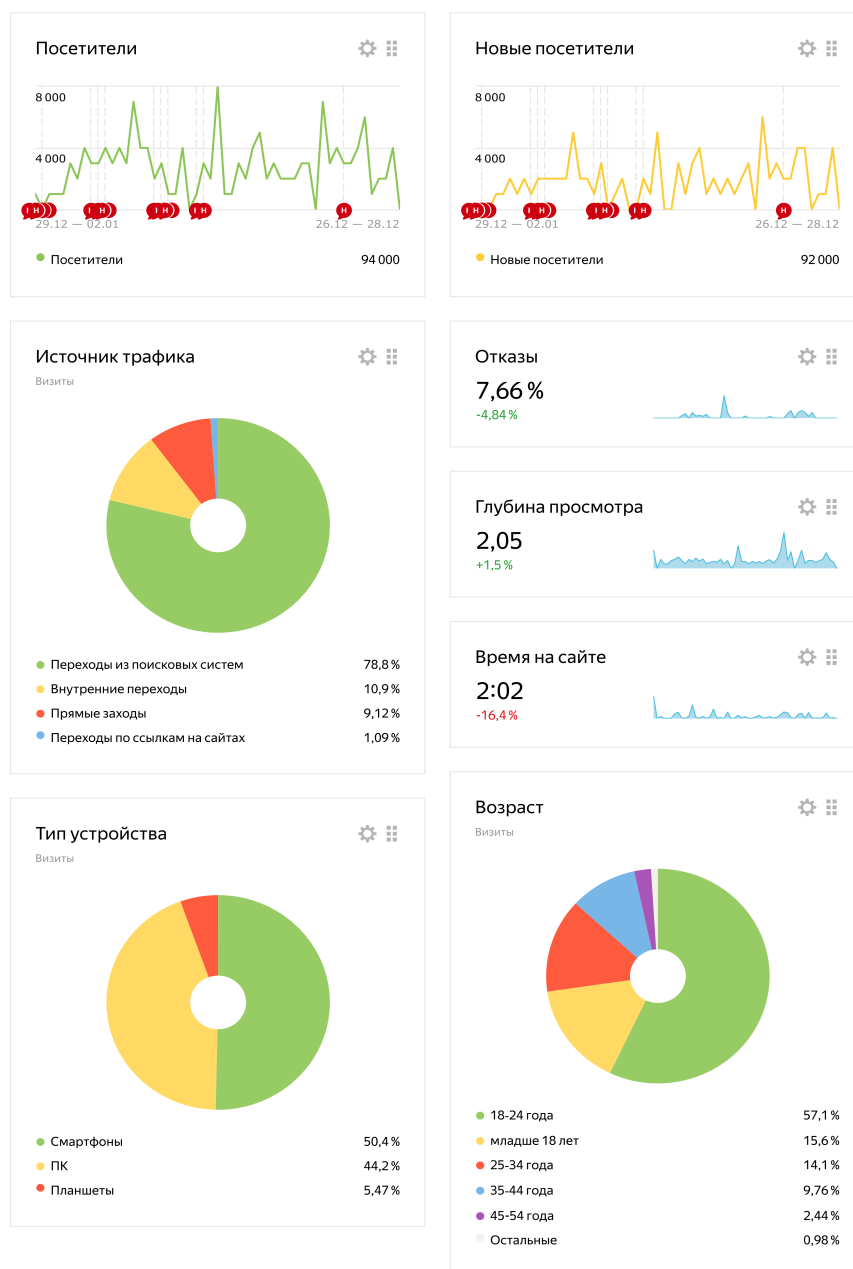 Посетители
8 000
4 000
Н Н Н Н Н
29.12 — 02.01
26.12 — 28.12
Посетители
94 000
Новые посетители
8 000
4 000
Н Н Н Н Н
29.12 — 02.01
26.12 — 28.12
Новые посетители
92 000
Источник трафика
Визиты
Переходы из поисковых систем 78,8 %
Внутренние переходы 10,9 %
Прямые заходы 9,12 %
Переходы по ссылкам на сайтах 1,09 %
Отказы
7,66 %
-4,84 %
Глубина просмотра
2,05
+1,5 %
Время на сайте
2:02
-16,4 %
Тип устройства
Визиты
Смартфоны 50,4 %
ПК 44,2 %
Планшеты 5,47 %
Возраст
Визиты
18-24 года 57,1 %
младше 18 лет 15,6 %
25-34 года 14,1 %
35-44 года 9,76 %
45-54 года 2,44 %
Остальные 0,98 %